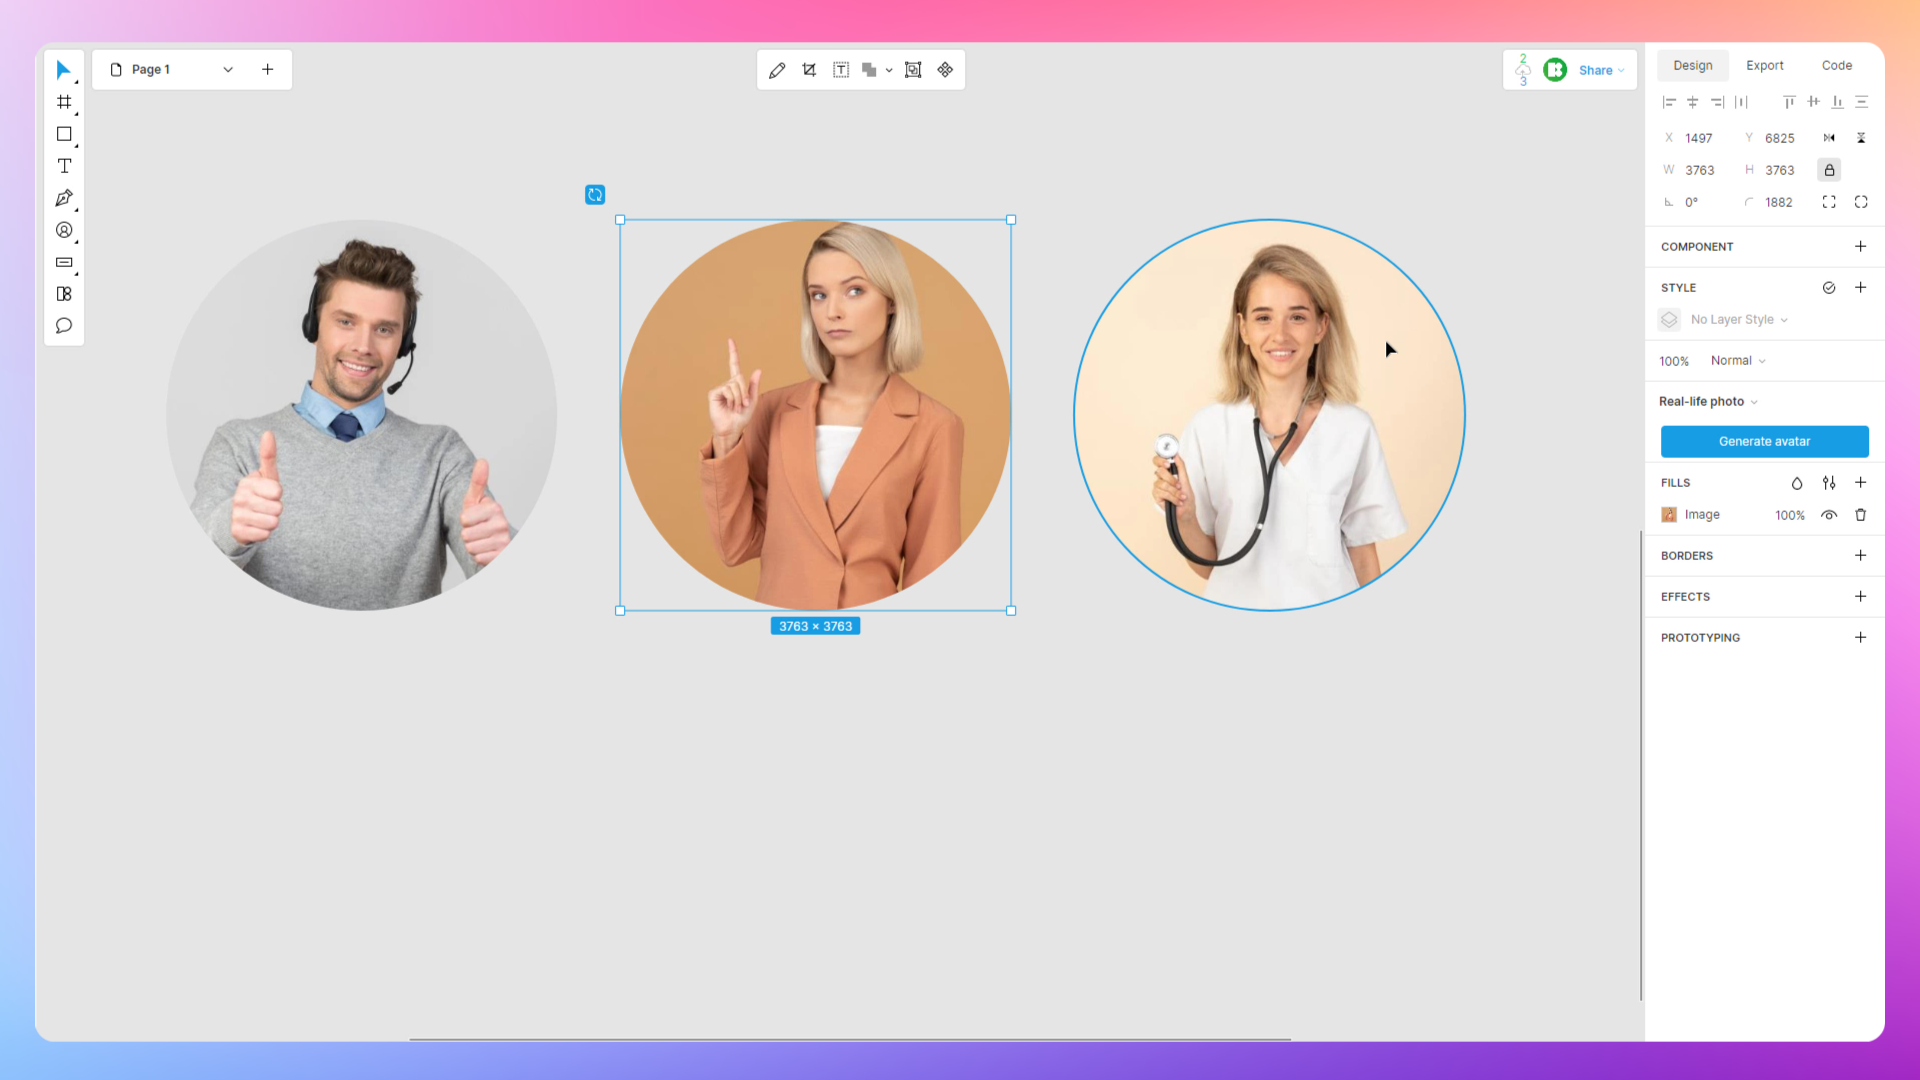 Page 1
2
3
Share
Design Export Code
X 1497 Y 6825
W 3763 H 3763
0° 1882
COMPONENT
STYLE
No Layer Style
100% Normal
Real-life photo
Generate avatar
FILLS
Image 100%
BORDERS
EFFECTS
PROTOTYPING
3763 × 3763